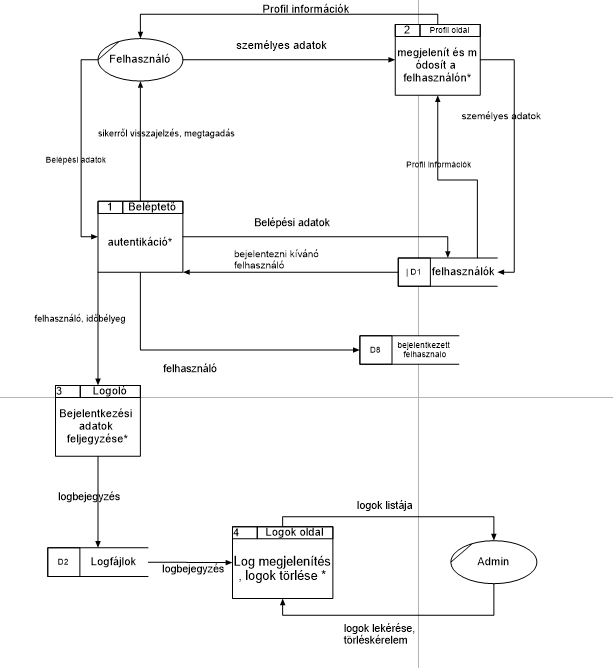 Profil információk
2 Profil oldal
személyes adatok
Felhasználó
megjelenít és m
ódosít a
felhasználón*
személyes adatok
sikerről visszajelzés, megtagadás
Belépési adatok
Profil információk
1 Beléptető
Belépési adatok
autentikáció*
bejelentezni kívánó
felhasználó
| D1 felhasználók
felhasználó, időbélyeg
D8 bejelentkezett
felhasznalo
felhasználó
3 Logoló
Bejelentkezési
adatok
feljegyzése*
logbejegyzés
logok listája
4 Logok oldal
D2 Logfájlok
logbejegyzés
Log megjelenítés
, logok törlése *
Admin
logok lekérése,
törléskérelem